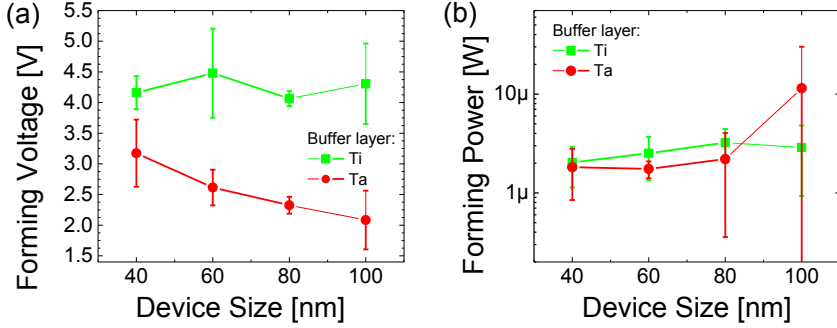 (a)
Forming Voltage [V]
5.5
5.0
4.5
4.0
3.5
3.0
2.5
2.0
1.5
Buffer layer:
Ti
Ta
40 60 80 100
Device Size [nm]
(b)
Forming Power [W]
10µ
1µ
Buffer layer:
Ti
Ta
40 60 80 100
Device Size [nm]